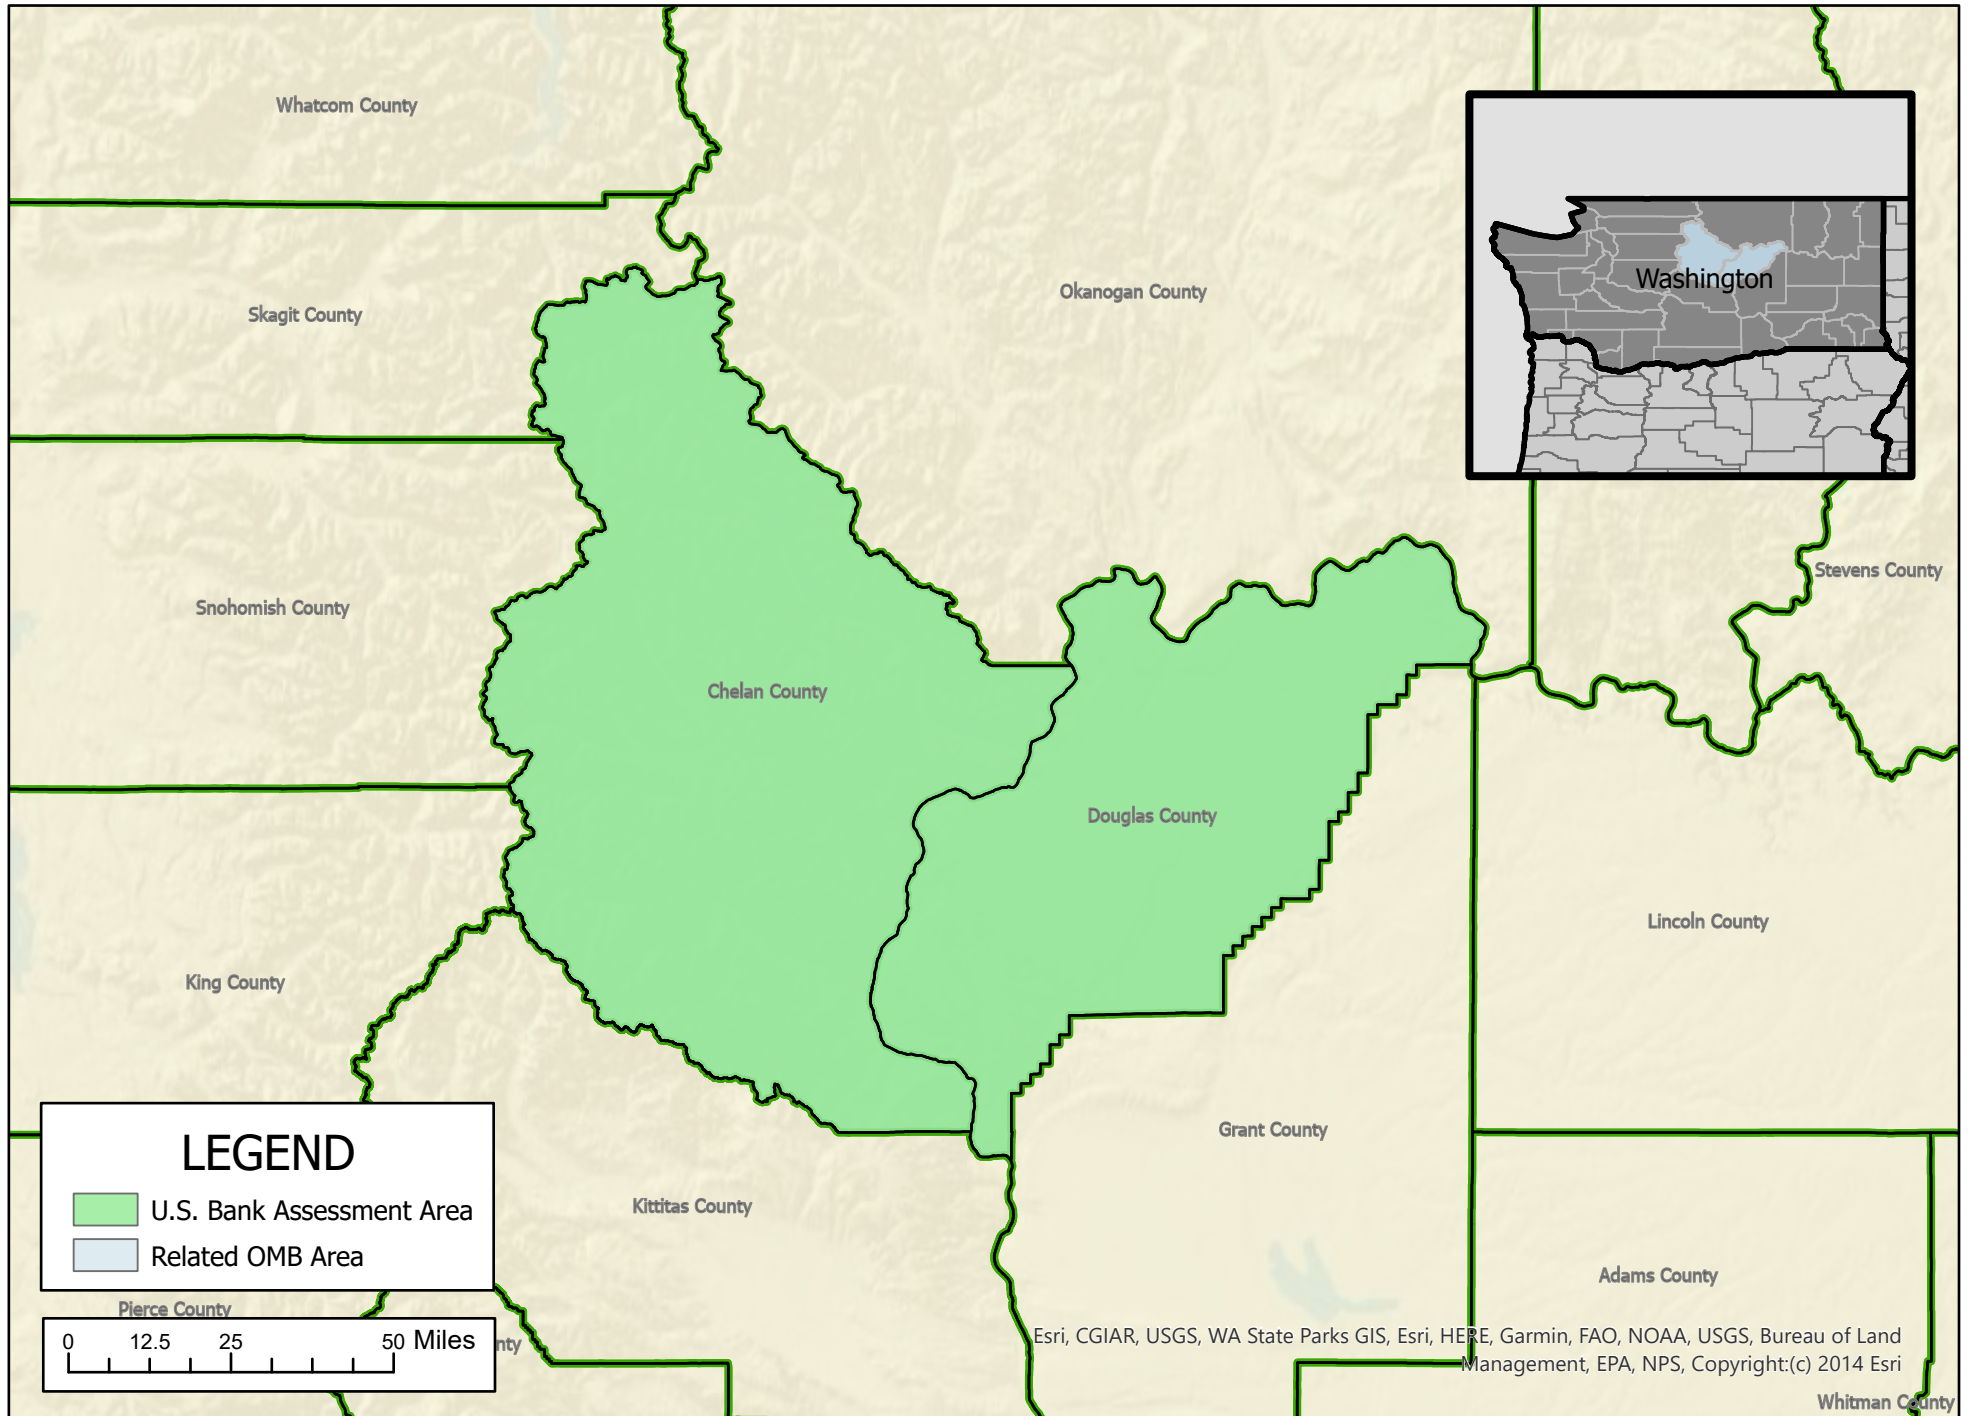 Whatcom County
Skagit County
Okanogan County
Washington
Snohomish County
Stevens County
Chelan County
Douglas County
Lincoln County
King County
Grant County
Kittitas County
Adams County
Pierce County
nty
Whitman County
LEGEND
U.S. Bank Assessment Area
Related OMB Area
0 12.5 25 50 Miles
Esri, CGIAR, USGS, WA State Parks GIS, Esri, HERE, Garmin, FAO, NOAA, USGS, Bureau of Land
Management, EPA, NPS, Copyright:(c) 2014 Esri